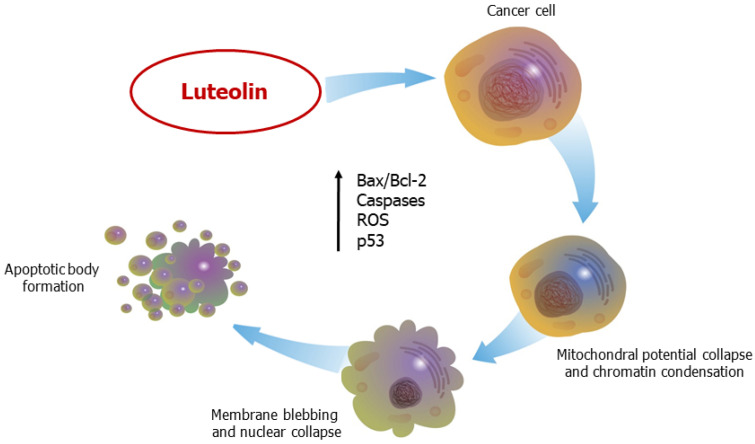 Cancer cell
Luteolin
Bax/Bcl-2
Caspases
ROS
p53
Apoptotic body
formation
Mitochondral potential collapse
and chromatin condensation
Membrane blebbing
and nuclear collapse